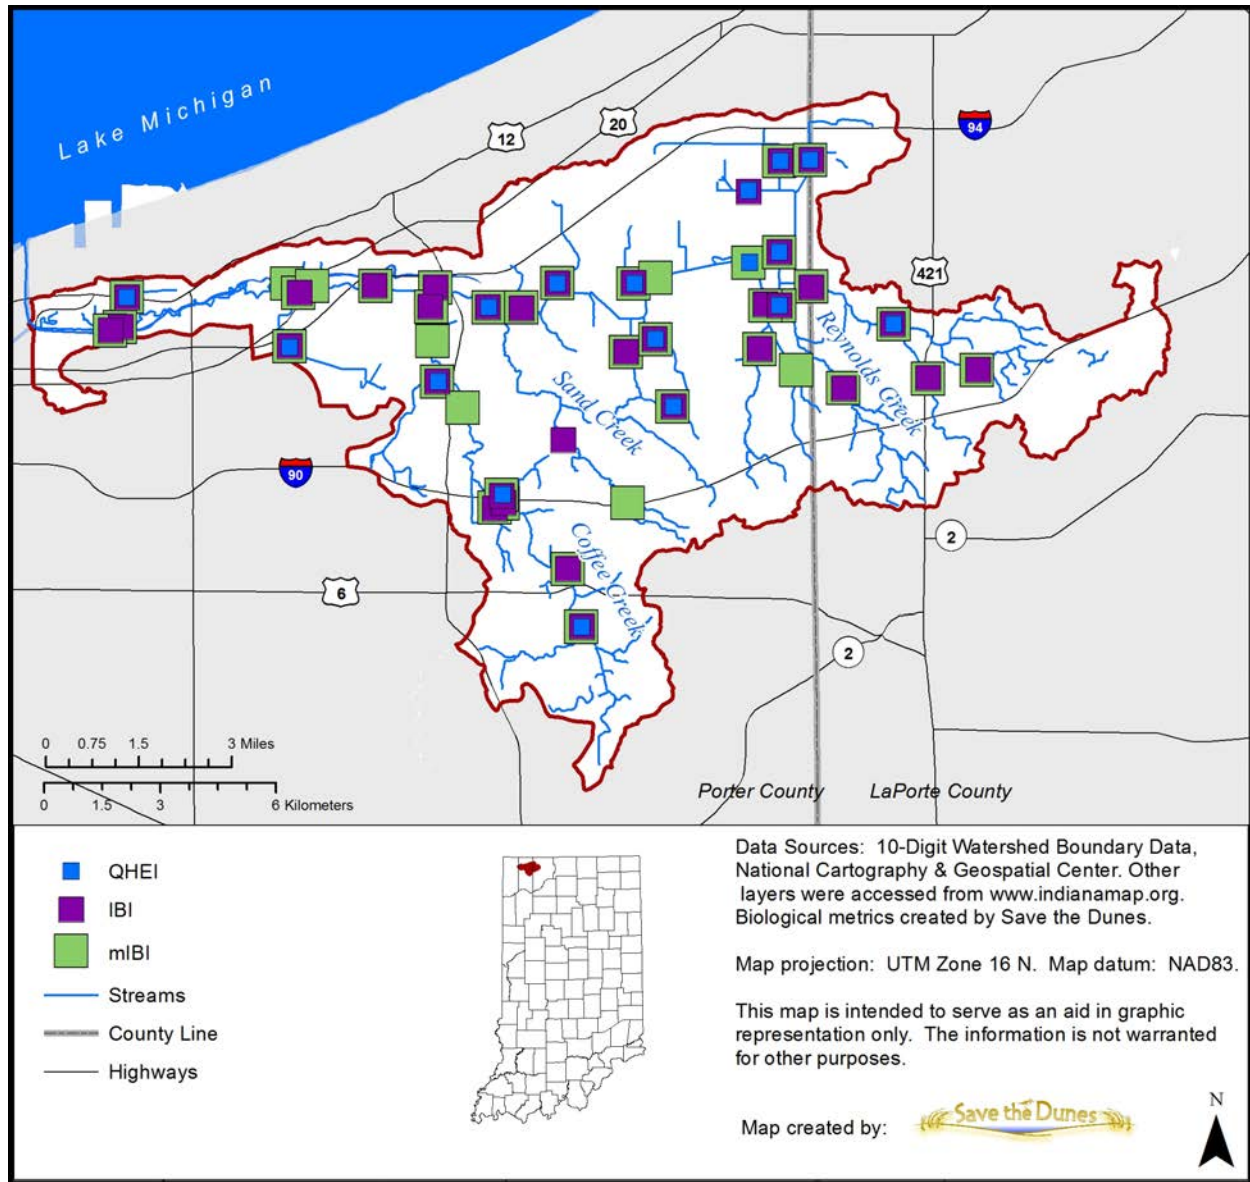 Lake Michigan
12
20
94
421
Reynolds Creek
Sand Creek
90
2
Coffee Creek
6
2
0 0.75 1.5 3 Miles
0 1.5 3 6 Kilometers
Porter County LaPorte County
QHEI
IBI
mIBI
Streams
County Line
Highways
Data Sources: 10-Digit Watershed Boundary Data,
National Cartography & Geospatial Center. Other
layers were accessed from www.indianamap.org.
Biological metrics created by Save the Dunes.
Map projection: UTM Zone 16 N. Map datum: NAD83.
This map is intended to serve as an aid in graphic
representation only. The information is not warranted
for other purposes.
Map created by:
Save the Dunes
N